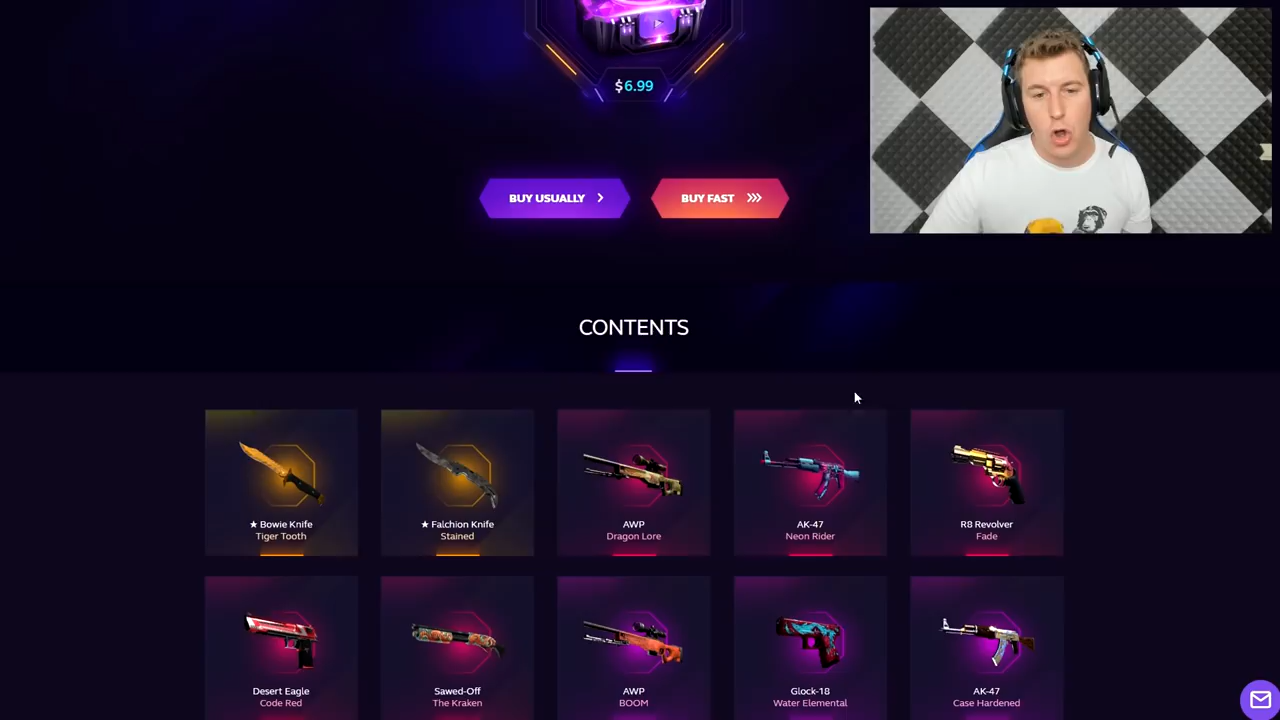 $6.99
BUY USUALLY
BUY FAST
CONTENTS
★ Bowie Knife
Tiger Tooth
★ Falchion Knife
Stained
AWP
Dragon Lore
AK-47
Neon Rider
R8 Revolver
Fade
Desert Eagle
Code Red
Sawed-Off
The Kraken
AWP
BOOM
Glock-18
Water Elemental
AK-47
Case Hardened